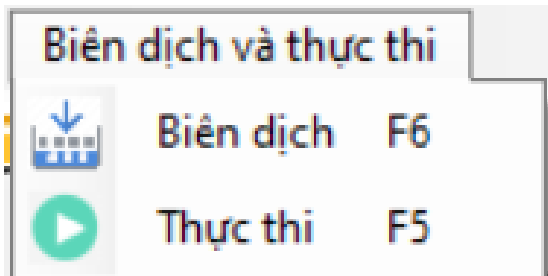 Biên dịch và thực thi
Biên dịch F6
Thực thi F5